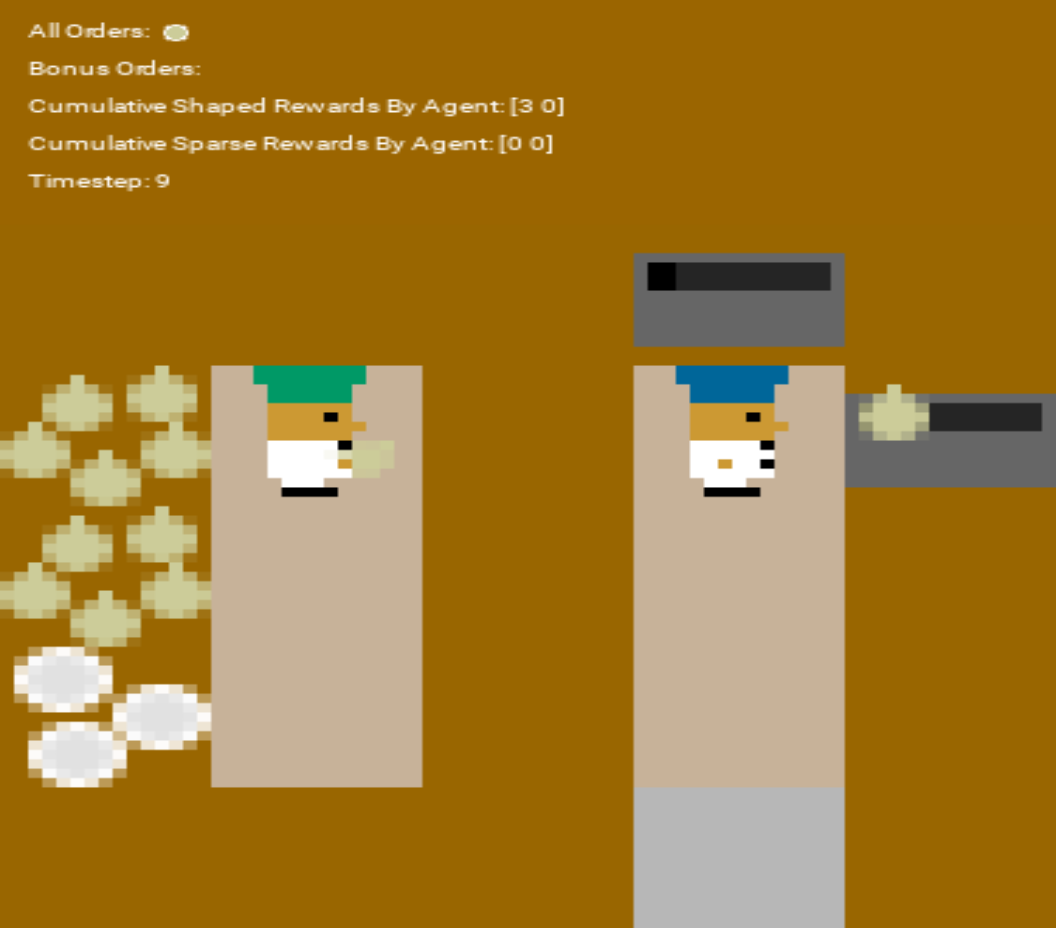 All Orders:
Bonus Orders:
Cumulative Shaped Rewards By Agent: [3 0]
Cumulative Sparse Rewards By Agent: [0 0]
Timestep: 9